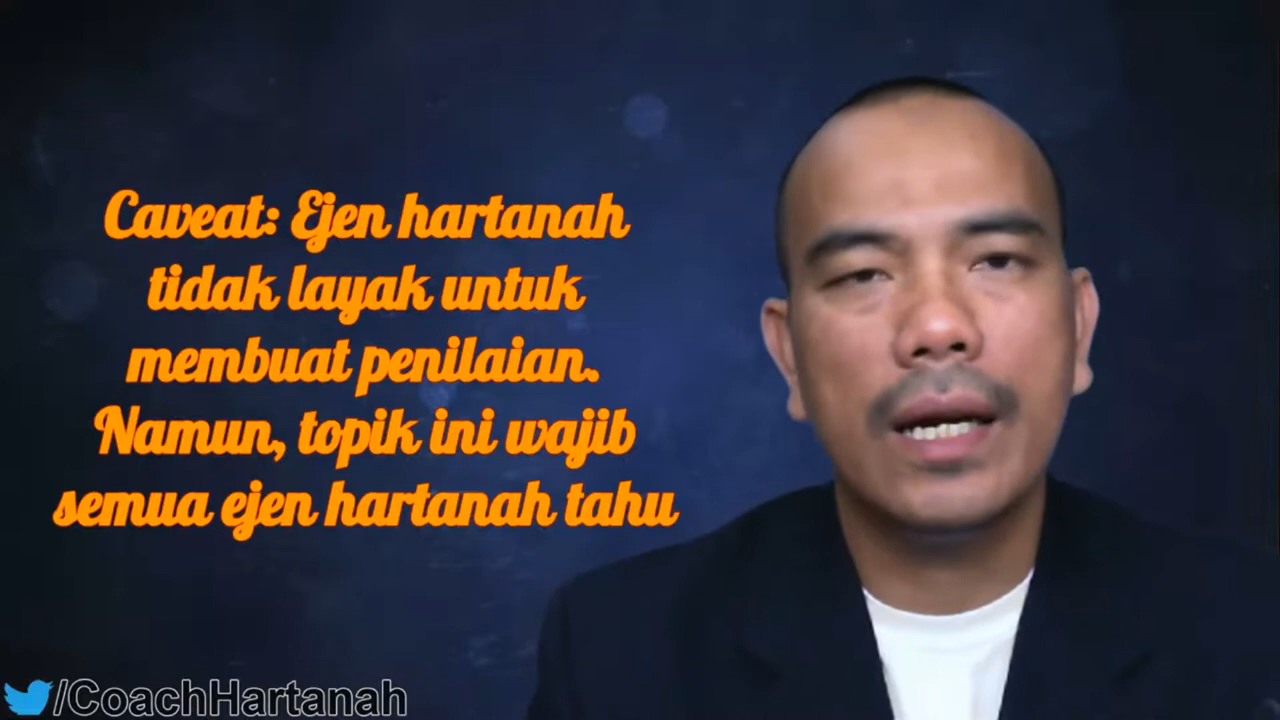 Caveat: Ejen hartanah
tidak layak untuk
membuat penilaian.
Namun, topik ini wajib
semua ejen hartanah tahu
/CoachHartanah